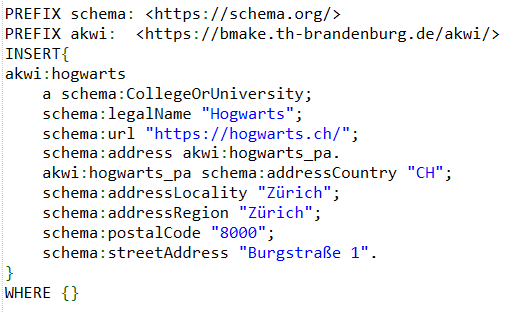 PREFIX schema: <https://schema.org/>
PREFIX akwi:  <https://bmake.th-brandenburg.de/akwi/>
INSERT{
akwi:hogwarts
    a schema:CollegeOrUniversity;
    schema:legalName "Hogwarts";
    schema:url "https://hogwarts.ch/";
    schema:address akwi:hogwarts_pa.
    akwi:hogwarts_pa schema:addressCountry "CH";
    schema:addressLocality "Zürich";
    schema:addressRegion "Zürich";
    schema:postalCode "8000";
    schema:streetAddress "Burgstraße 1".
}
WHERE {}